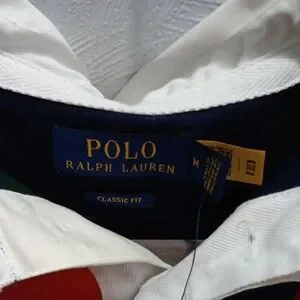 POLO
RALPH LAUREN
M
CLASSIC FIT